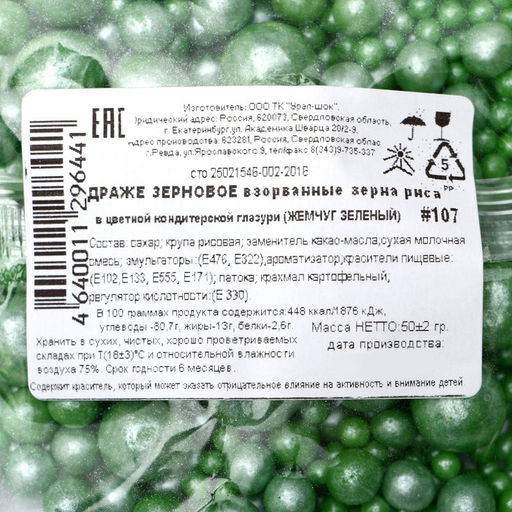 Изготовитель: ООО ТК "Урал-шок".
Юридический адрес: Россия, 620073, Свердловская область,
г. Екатеринбург,ул. Академика Шварца 20/2-9.
Адрес производства: 623281, Россия, Свердловская облас
г.Ревда, ул.Ярославского 9, тел/факс 8(343)9-735-337
EAC
сто 25021546-002-2016
ДРАЖЕ ЗЕРНОВОЕ взорванные зерна риса
в цветной кондитерской глазури (ЖЕМЧУГ ЗЕЛЕНЫЙ) #107
5
PP
4 640011 296441
Состав: сахар; крупа рисовая; заменитель какао-масла,сухая молочная
смесь; эмульгаторы: (Е476, Е322);ароматизатор,красители пищевые:
(Е102,Е133, Е555, Е171); патока; крахмал картофельный;
регулятор кислотности:(Е 330).
В 100 граммах продукта содержится:448 ккал/1876 кДж,
углеводы -80,7г, жиры-13г, белки-2,6г.
Масса НЕТТО:50±2 гр.
дата производства:
Хранить в сухих, чистых, хорошо проветриваемых
складах при Т(18±3)°С и относительной влажности
воздуха 75%. Срок годности 6 месяцев.
Содержит краситель, который может оказать отрицательное влияние на активность и внимание детей.